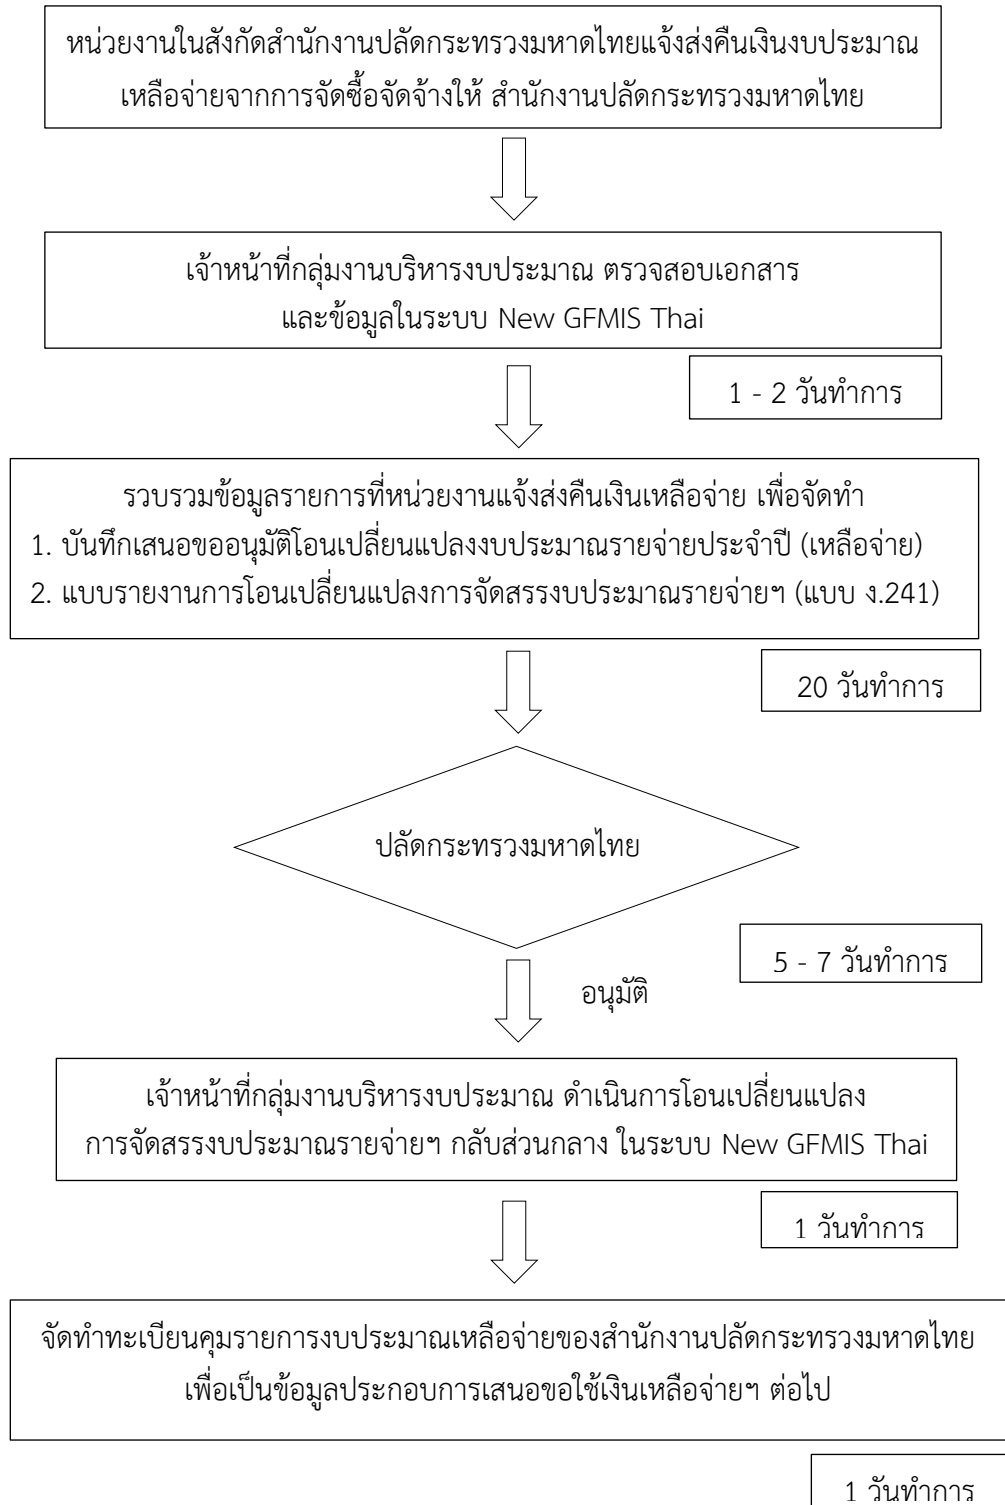 หน่วยงานในสังกัดสำนักงานปลัดกระทรวงมหาดไทยแจ้งส่งคืนเงินงบประมาณ
เหลือจ่ายจากการจัดซื้อจัดจ้างให้ สำนักงานปลัดกระทรวงมหาดไทย
เจ้าหน้าที่กลุ่มงานบริหารงบประมาณ ตรวจสอบเอกสาร
และข้อมูลในระบบ New GFMIS Thai
1 - 2 วันทำการ
รวบรวมข้อมูลรายการที่หน่วยงานแจ้งส่งคืนเงินเหลือจ่าย เพื่อจัดทำ
1. บันทึกเสนอขออนุมัติโอนเปลี่ยนแปลงงบประมาณรายจ่ายประจำปี (เหลือจ่าย)
2. แบบรายงานการโอนเปลี่ยนแปลงการจัดสรรงบประมาณรายจ่ายฯ (แบบ ง.241)
20 วันทำการ
ปลัดกระทรวงมหาดไทย
5 - 7 วันทำการ
อนุมัติ
เจ้าหน้าที่กลุ่มงานบริหารงบประมาณ ดำเนินการโอนเปลี่ยนแปลง
การจัดสรรงบประมาณรายจ่ายฯ กลับส่วนกลาง ในระบบ New GFMIS Thai
1 วันทำการ
จัดทำทะเบียนคุมรายการงบประมาณเหลือจ่ายของสำนักงานปลัดกระทรวงมหาดไทย
เพื่อเป็นข้อมูลประกอบการเสนอขอใช้เงินเหลือจ่ายฯ ต่อไป
1 วันทำการ